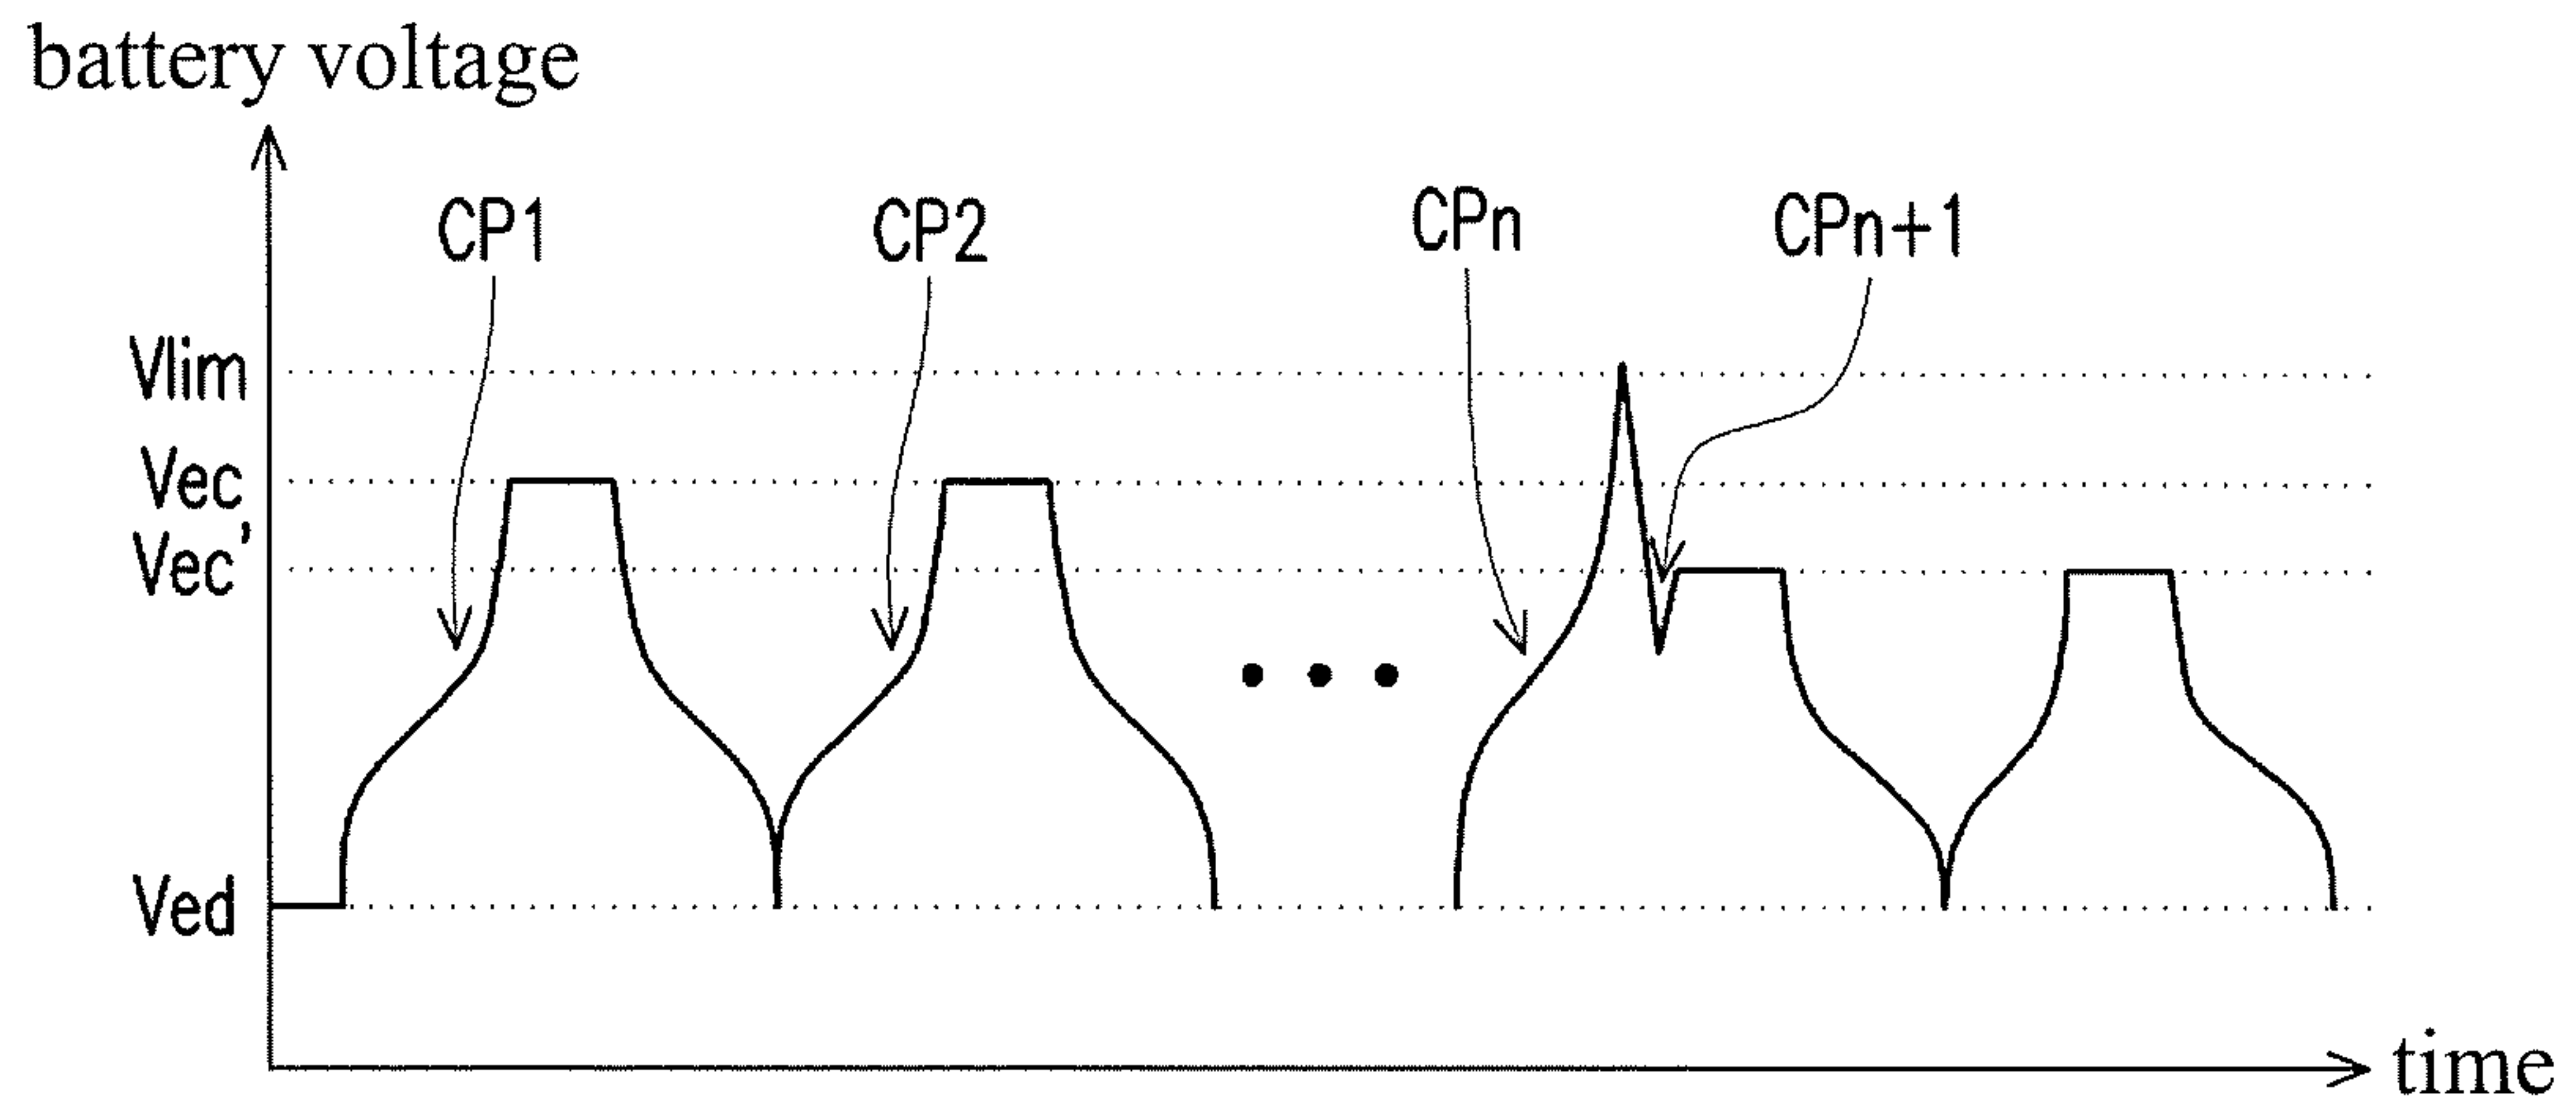 battery voltage
CP1
CP2
CPn
CPn+1
Vlim
Vec
Vec'
Ved
time